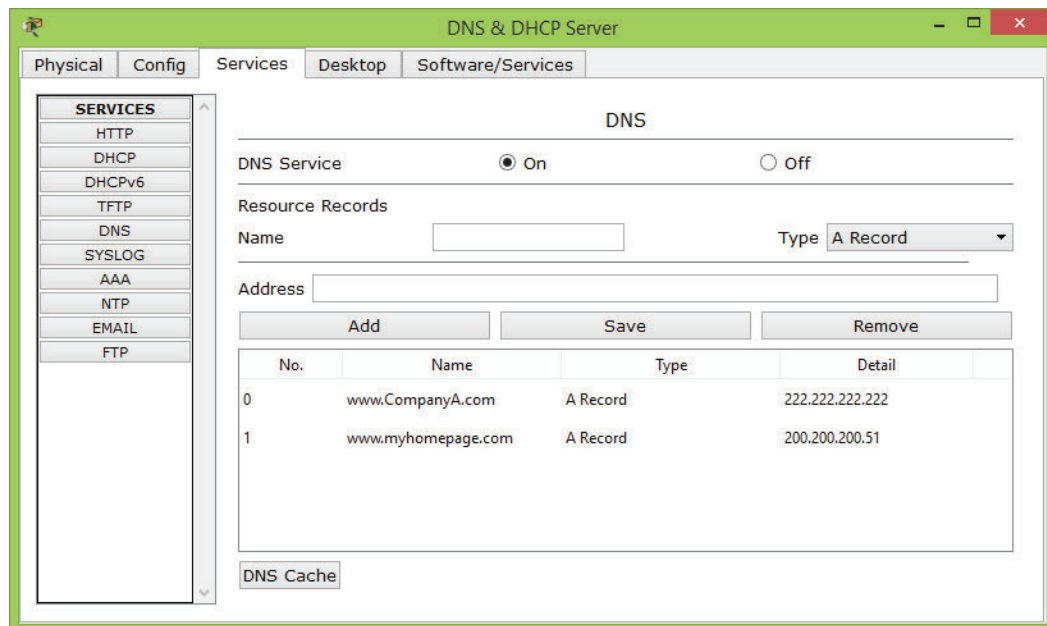 DNS & DHCP Server
Physical Config Services Desktop Software/Services
SERVICES
HTTP
DHCP
DHCPv6
TFTP
DNS
SYSLOG
AAA
NTP
EMAIL
FTP
DNS
DNS Service On Off
Resource Records
Name Type A Record
Address
Add Save Remove
No. Name Type Detail
0 www.CompanyA.com A Record 222.222.222.222
1 www.myhomepage.com A Record 200.200.200.51
DNS Cache